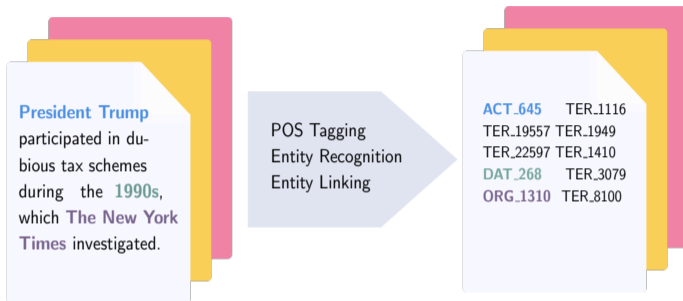 President Trump
participated in du-
bious tax schemes
during the 1990s,
which The New York
Times investigated.
POS Tagging
Entity Recognition
Entity Linking
ACT_645 TER_1116
TER_19557 TER_1949
TER_22597 TER_1410
DAT_268 TER_3079
ORG_1310 TER_8100